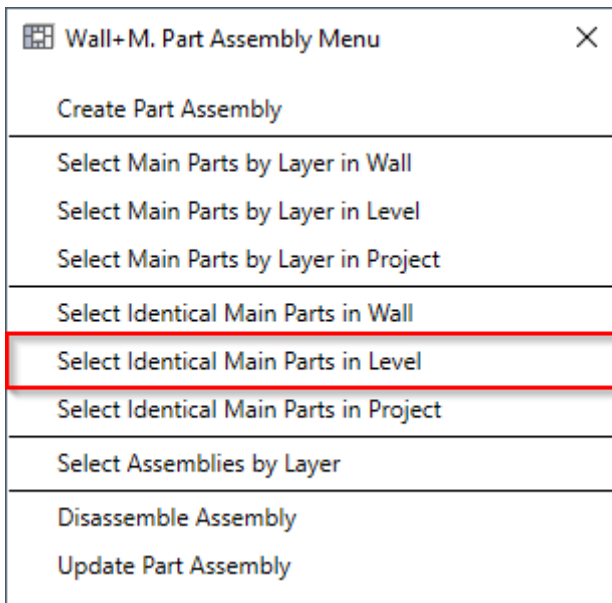 Wall+M. Part Assembly Menu
Create Part Assembly
Select Main Parts by Layer in Wall
Select Main Parts by Layer in Level
Select Main Parts by Layer in Project
Select Identical Main Parts in Wall
Select Identical Main Parts in Level
Select Identical Main Parts in Project
Select Assemblies by Layer
Disassemble Assembly
Update Part Assembly